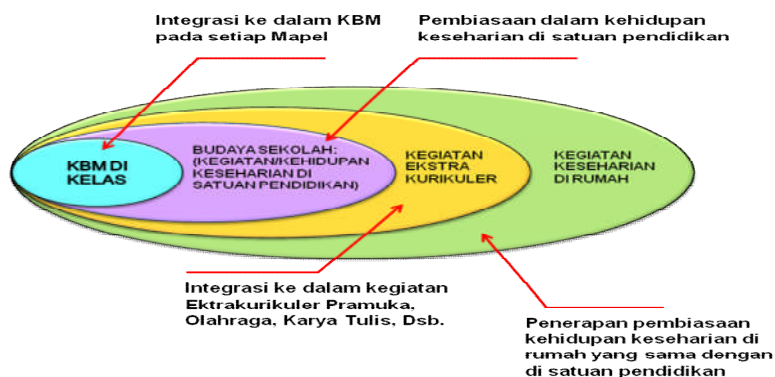 Integrasi ke dalam KBM
pada setiap Mapel
Pembiasaan dalam kehidupan
keseharian di satuan pendidikan
KBM DI
KELAS
BUDAYA SEKOLAH:
(KEGIATAN/KEHIDUPAN
KESEHARIAN DI
SATUAN PENDIDIKAN)
KEGIATAN
EKSTRA
KURIKULER
KEGIATAN
KESEHARIAN
DI RUMAH
Integrasi ke dalam kegiatan
Ektrakurikuler Pramuka,
Olahraga, Karya Tulis, Dsb.
Penerapan pembiasaan
kehidupan keseharian di
rumah yang sama dengan
di satuan pendidikan